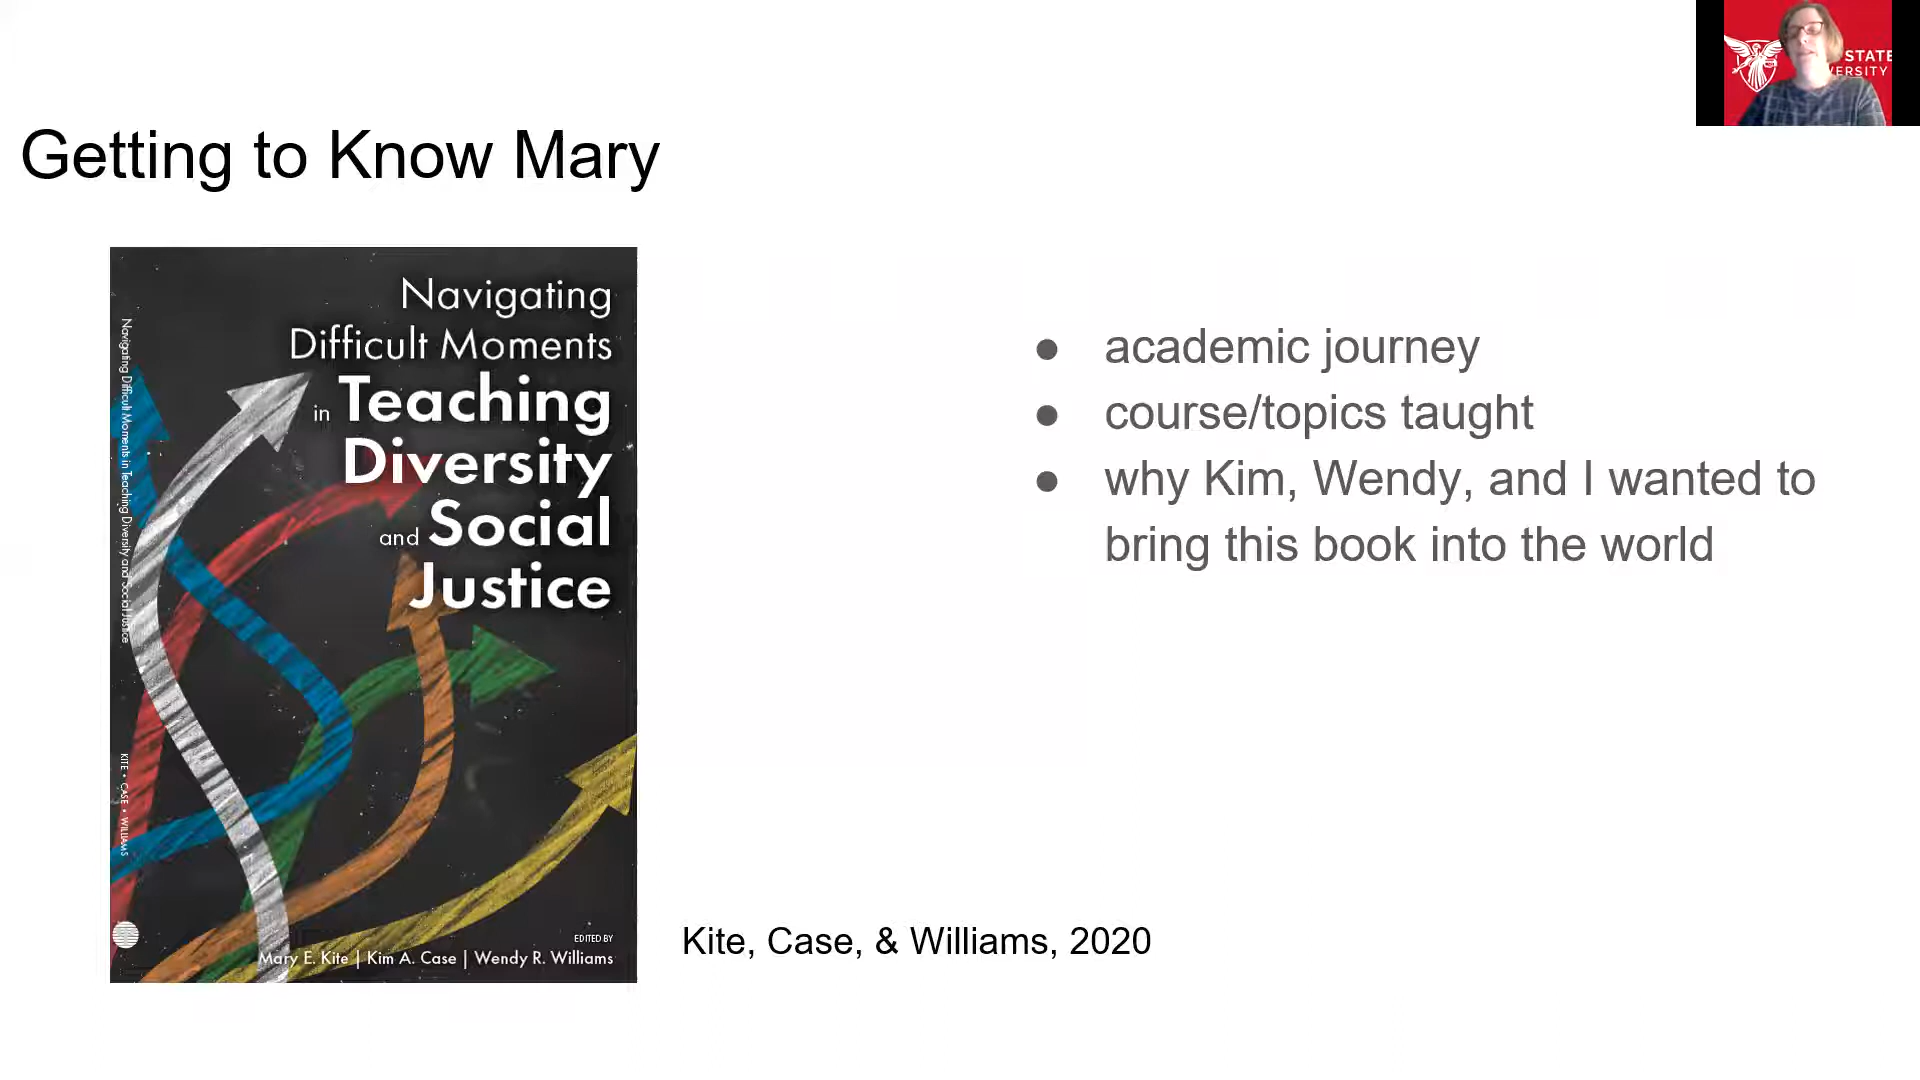 STATE
VERSITY
Getting to Know Mary
Navigating
Difficult Moments
in Teaching
Diversity
and Social
Justice
Navigating Difficult Moments in Teaching Diversity and Social Justice
KITE • CASE • WILLIAMS
EDITED BY
Mary E. Kite | Kim A. Case | Wendy R. Williams
● academic journey
● course/topics taught
● why Kim, Wendy, and I wanted to
bring this book into the world
Kite, Case, & Williams, 2020